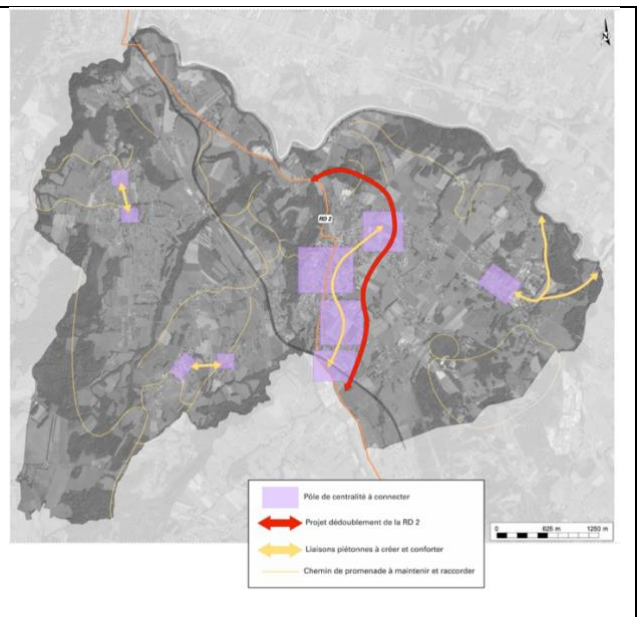 N
RD 2
Pôle de centralité à connecter
Projet dédoublement de la RD 2
Liaisons piétonnes à créer et conforter
Chemin de promenade à maintenir et raccorder
0 625 m 1250 m